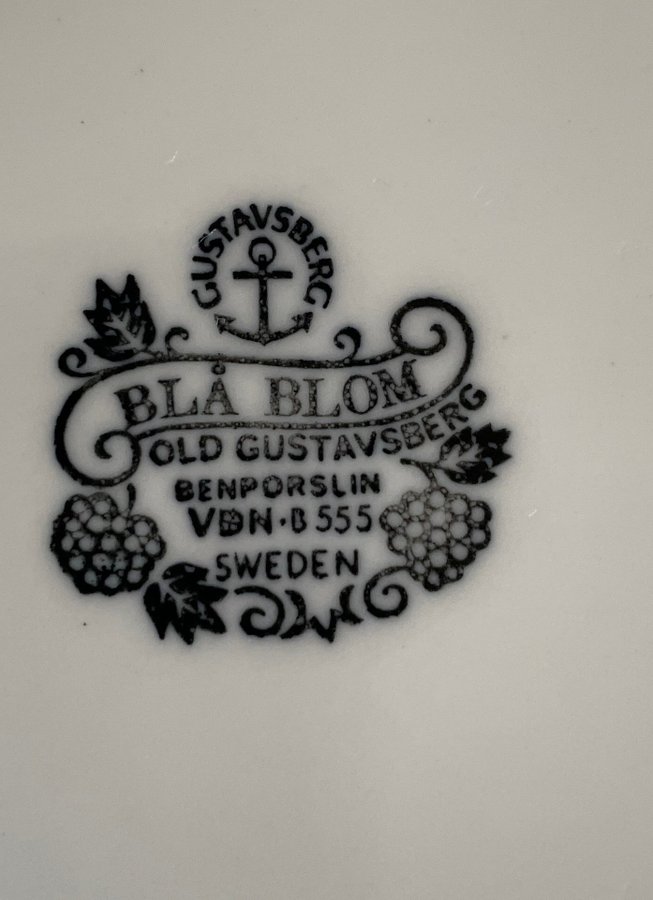 GUSTAVSBERG
BLÅ BLOM
OLD GUSTAVSBERG
BENPORSLIN
VDN·B 555
SWEDEN